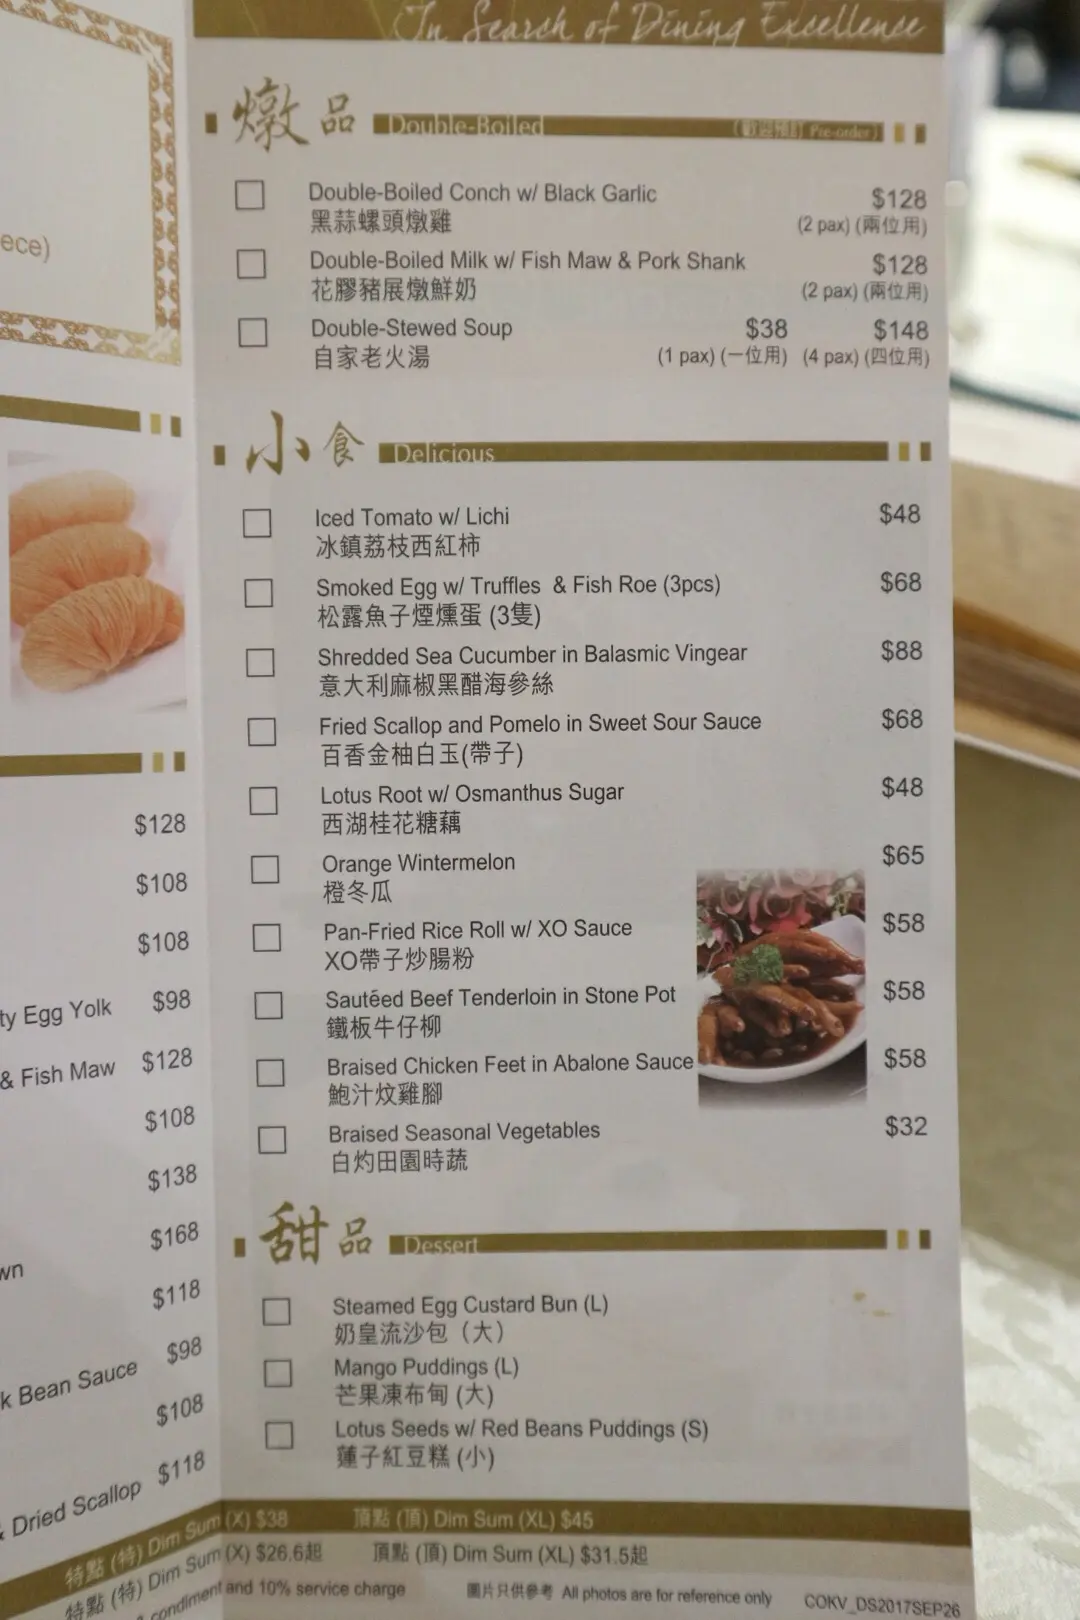 In Search of Dining Excellence
燉品 Double-Boiled (歡迎預訂 Pre-order)
Double-Boiled Conch w/ Black Garlic $128
黑蒜螺頭燉雞 (2 pax) (兩位用)
Double-Boiled Milk w/ Fish Maw & Pork Shank $128
花膠豬展燉鮮奶 (2 pax) (兩位用)
Double-Stewed Soup $38 $148
自家老火湯 (1 pax) (一位用) (4 pax) (四位用)
小食 Delicious
Iced Tomato w/ Lichi $48
冰鎮荔枝西紅柿
Smoked Egg w/ Truffles & Fish Roe (3pcs) $68
松露魚子煙燻蛋 (3隻)
Shredded Sea Cucumber in Balasmic Vingear $88
意大利麻椒黑醋海參絲
Fried Scallop and Pomelo in Sweet Sour Sauce $68
百香金柚白玉(帶子)
Lotus Root w/ Osmanthus Sugar $48
西湖桂花糖藕
Orange Wintermelon $65
橙冬瓜
Pan-Fried Rice Roll w/ XO Sauce $58
XO帶子炒腸粉
Sautéed Beef Tenderloin in Stone Pot $58
鐵板牛仔柳
Braised Chicken Feet in Abalone Sauce $58
鮑汁炆雞腳
Braised Seasonal Vegetables $32
白灼田園時蔬
甜品 Dessert
Steamed Egg Custard Bun (L)
奶皇流沙包（大）
Mango Puddings (L)
芒果凍布甸 (大)
Lotus Seeds w/ Red Beans Puddings (S)
蓮子紅豆糕 (小)
特點 (特) Dim Sum (X) $38 頂點 (頂) Dim Sum (XL) $45
特點 (特) Dim Sum (X) $26.6起 頂點 (頂) Dim Sum (XL) $31.5起
condiment and 10% service charge 圖片只供參考 All photos are for reference only COKV_DS2017SEP26
ece)
$128
$108
$108
ty Egg Yolk $98
& Fish Maw $128
$108
$138
$168
wn
$118
k Bean Sauce $98
$108
& Dried Scallop $118